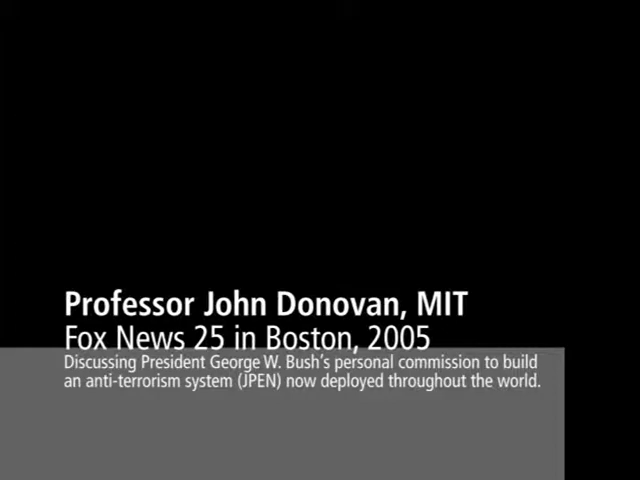 Professor John Donovan, MIT
Fox News 25 in Boston, 2005
Discussing President George W. Bush's personal commission to build
an anti-terrorism system (JPEN) now deployed throughout the world.